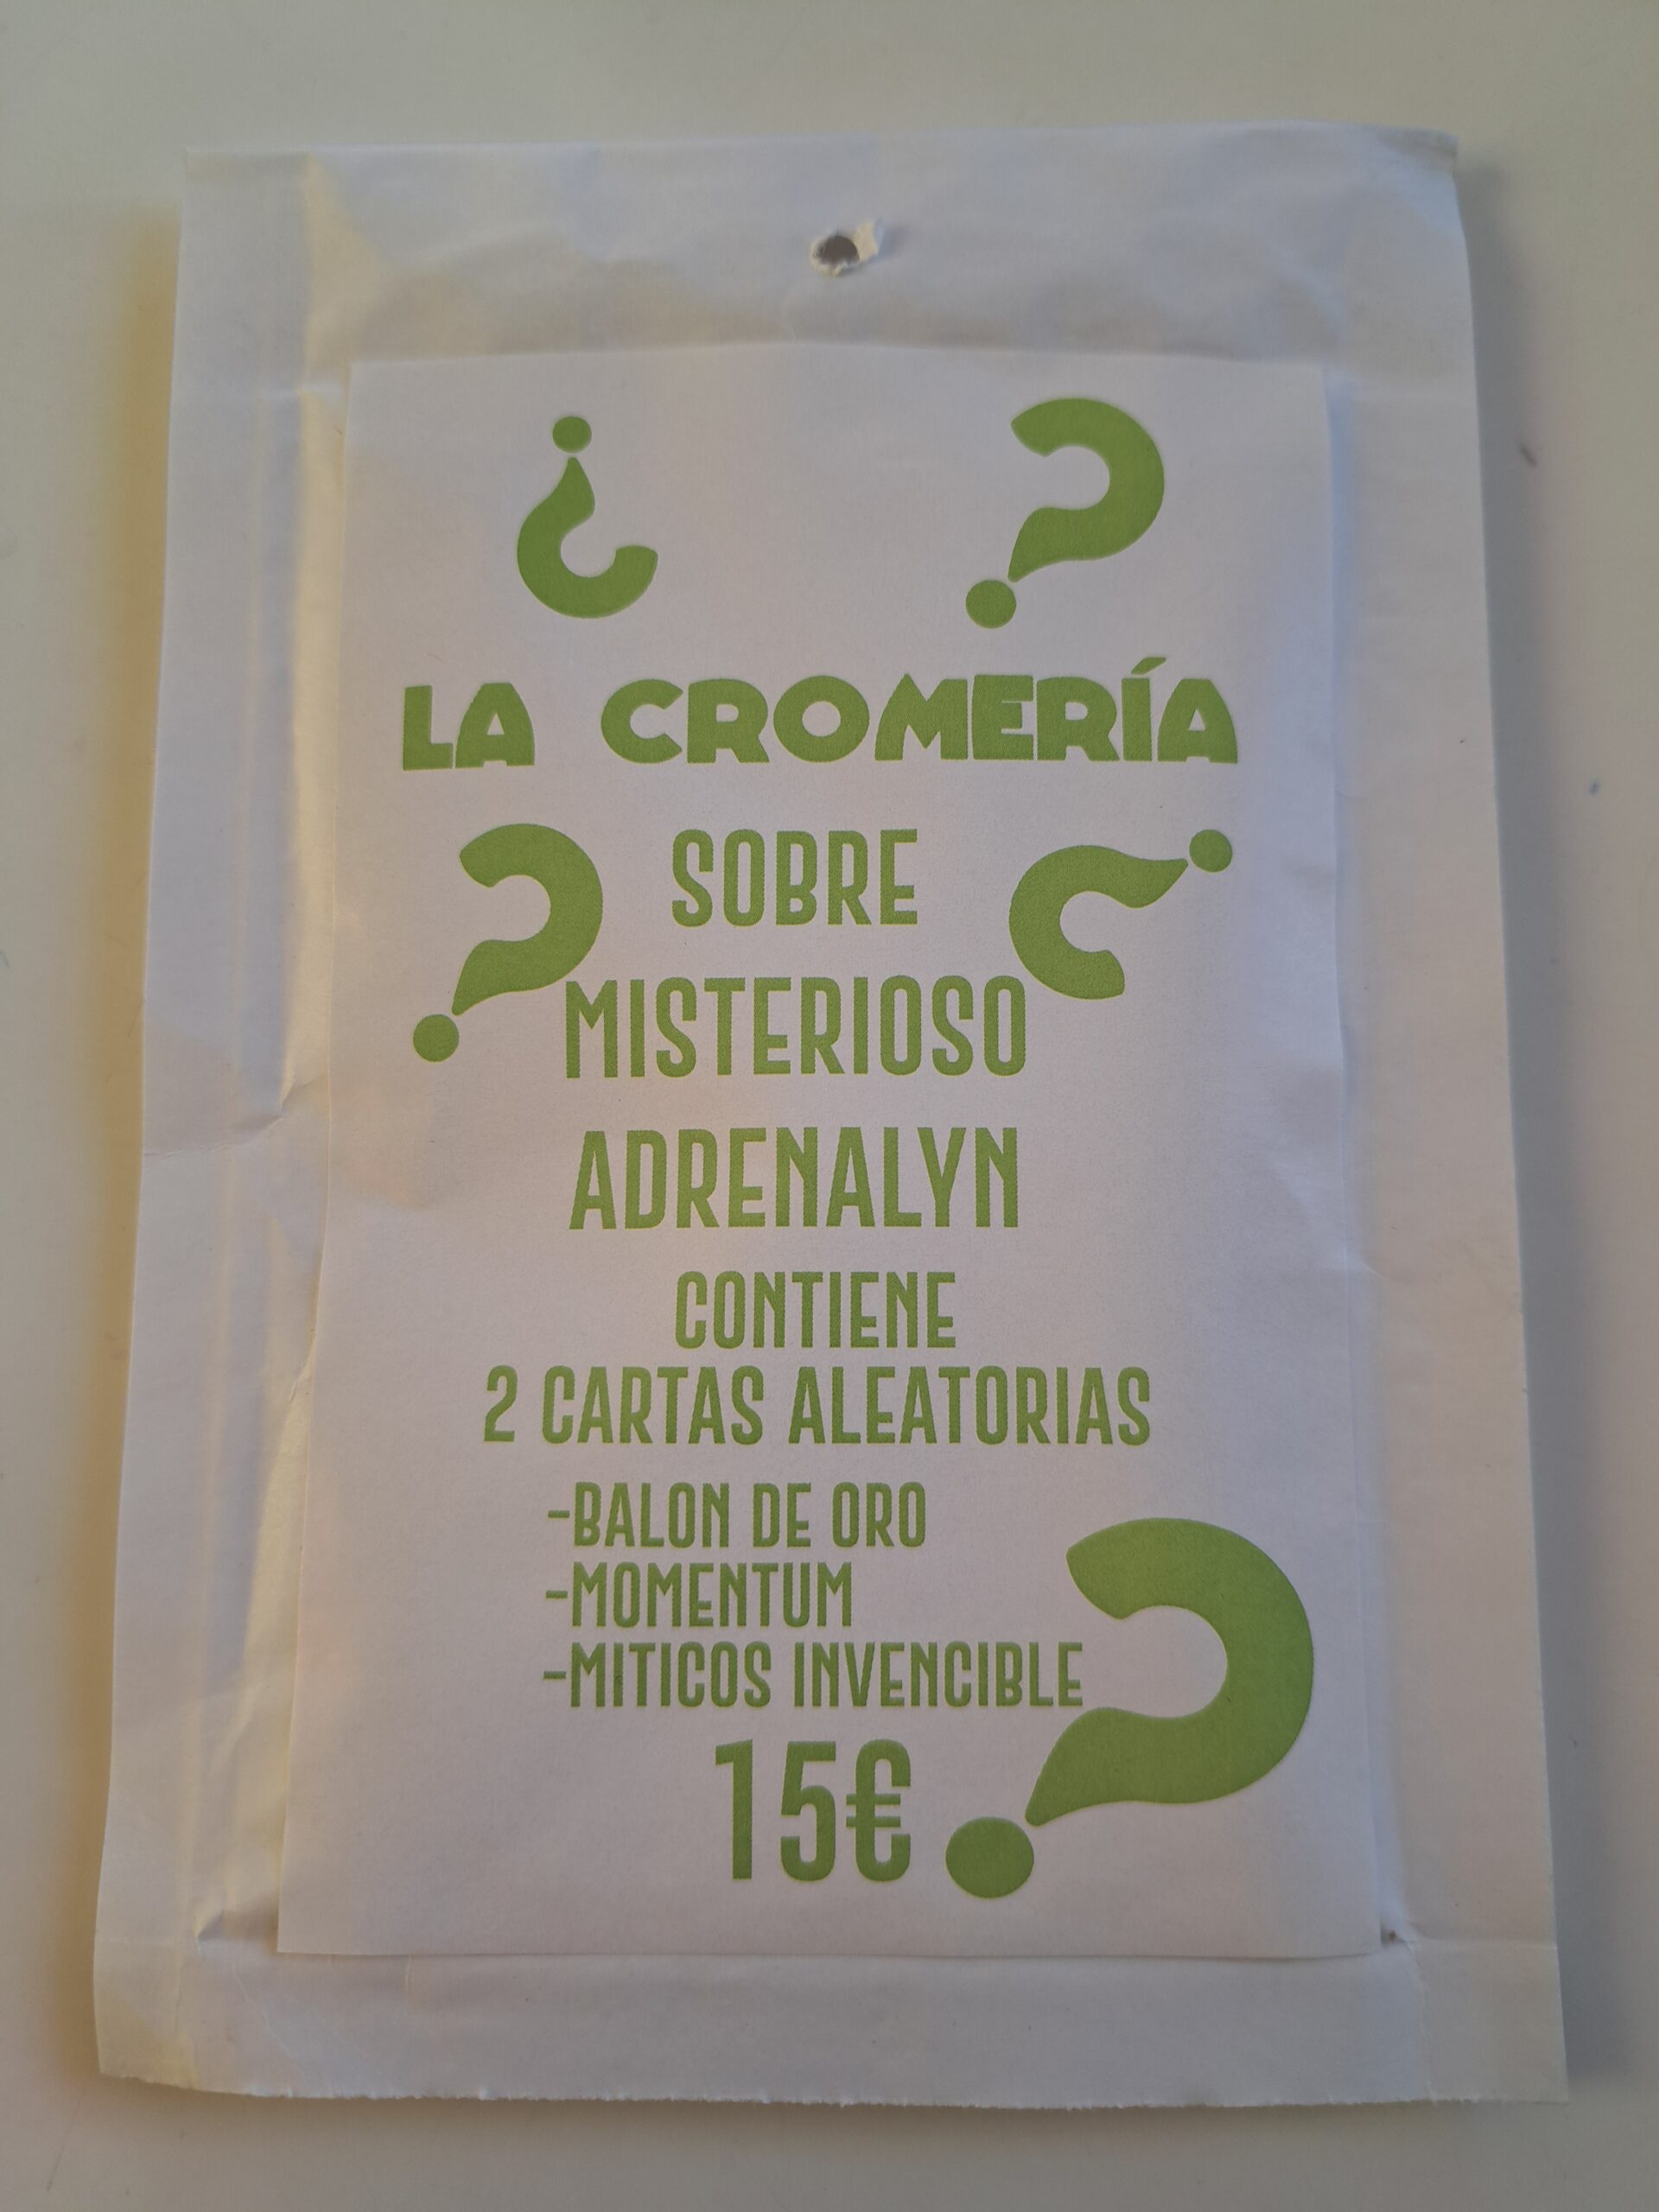 ¿ ?
LA CROMERÍA
? SOBRE ?
MISTERIOSO
ADRENALYN
CONTIENE
2 CARTAS ALEATORIAS
-BALON DE ORO
-MOMENTUM
-MITICOS INVENCIBLE
15€ ?